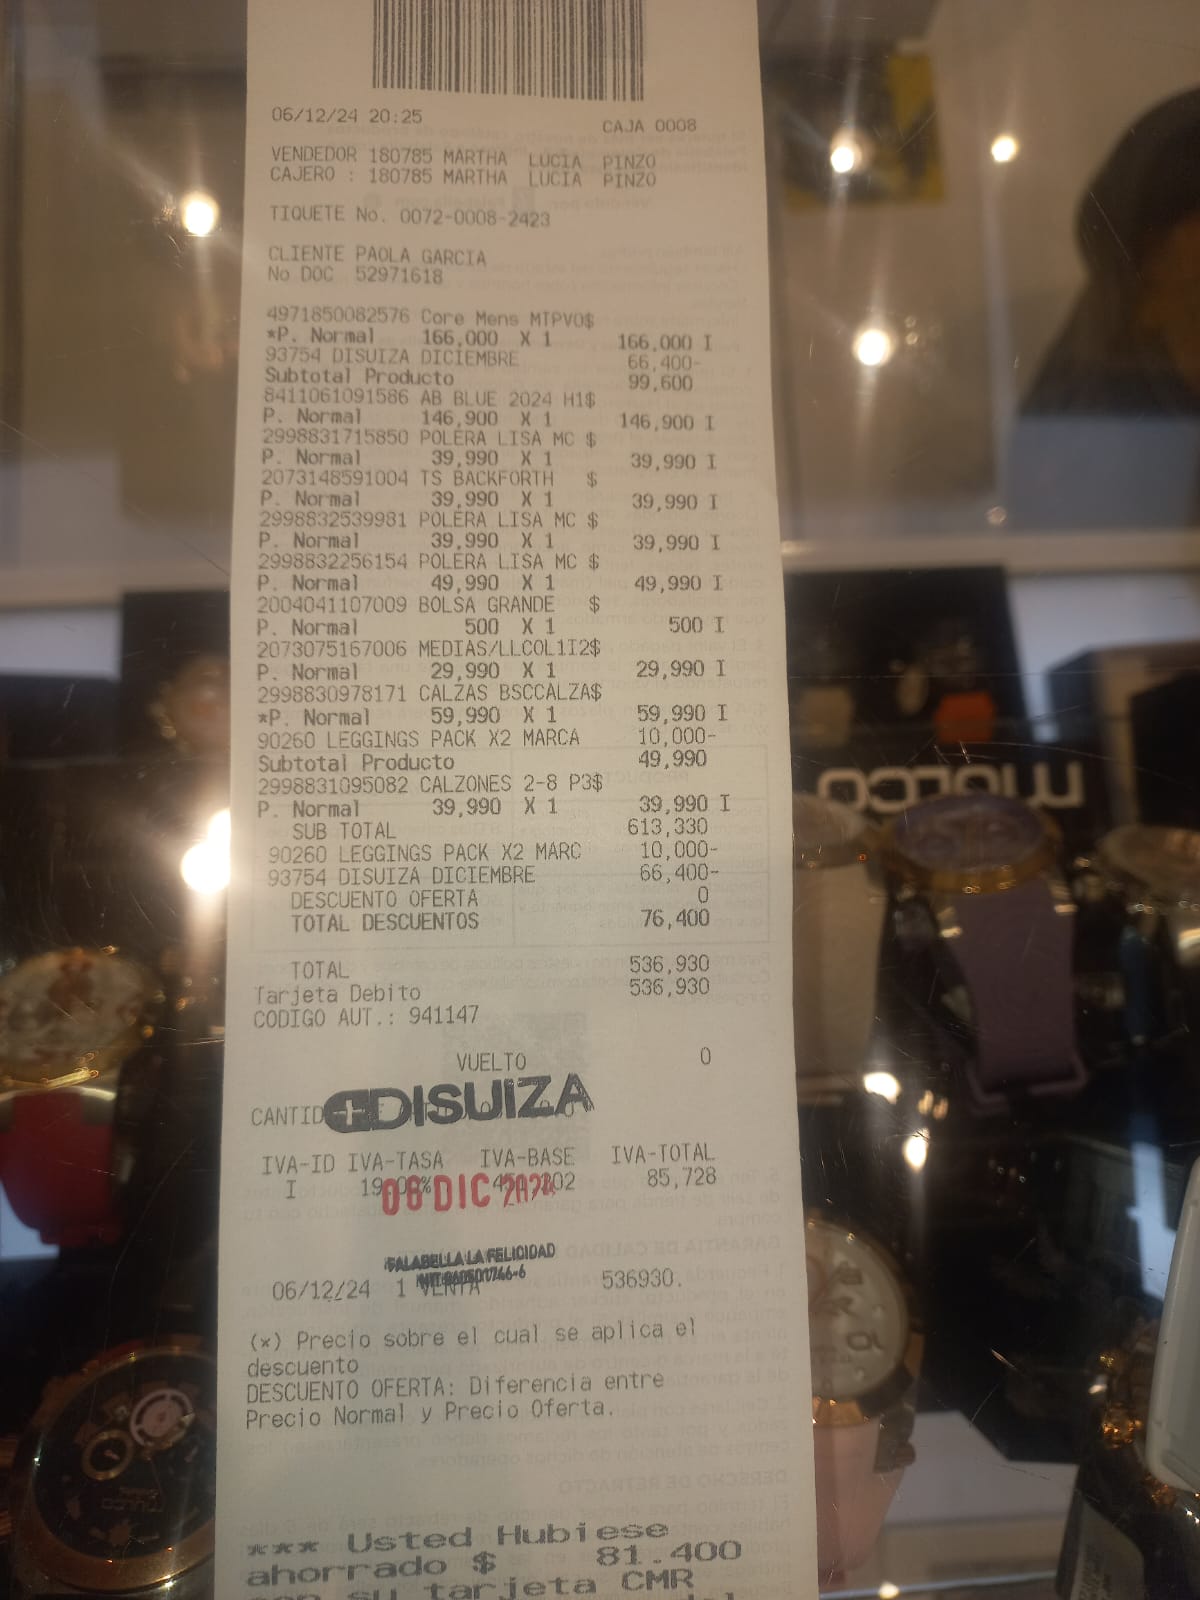 06/12/24 20:25 CAJA 0008
VENDEDOR 180785 MARTHA LUCIA PINZO
CAJERO : 180785 MARTHA LUCIA PINZO
TIQUETE No. 0072-0008-2423
CLIENTE PAOLA GARCIA
No DOC 52971618
4971850082576 Core Mens MTPVO$
*P. Normal 166,000 X 1 166,000 I
93754 DISUIZA DICIEMBRE 66,400-
Subtotal Producto 99,600
8411061091586 AB BLUE 2024 H1$
P. Normal 146,900 X 1 146,900 I
2998831715850 POLERA LISA MC $
P. Normal 39,990 X 1 39,990 I
2073148591004 TS BACKFORTH $
P. Normal 39,990 X 1 39,990 I
2998832539981 POLERA LISA MC $
P. Normal 39,990 X 1 39,990 I
2998832256154 POLERA LISA MC $
P. Normal 49,990 X 1 49,990 I
2004041107009 BOLSA GRANDE $
P. Normal 500 X 1 500 I
2073075167006 MEDIAS/LLCOL1I2$
P. Normal 29,990 X 1 29,990 I
2998830978171 CALZAS BSCCALZA$
*P. Normal 59,990 X 1 59,990 I
90260 LEGGINGS PACK X2 MARCA 10,000-
Subtotal Producto 49,990
2998831095082 CALZONES 2-8 P3$
P. Normal 39,990 X 1 39,990 I
SUB TOTAL 613,330
90260 LEGGINGS PACK X2 MARC 10,000-
93754 DISUIZA DICIEMBRE 66,400-
DESCUENTO OFERTA 0
TOTAL DESCUENTOS 76,400
TOTAL 536,930
Tarjeta Debito 536,930
CODIGO AUT.: 941147
VUELTO 0
CANTID DISUIZA
IVA-ID IVA-TASA IVA-BASE IVA-TOTAL
I 85,728
06 DIC 2024
FALABELLA LA FELICIDAD
06/12/24 1 VENTA 536930.
(*) Precio sobre el cual se aplica el
descuento
DESCUENTO OFERTA: Diferencia entre
Precio Normal y Precio Oferta.
*** Usted Hubiese
ahorrado $ 81.400
con su tarjeta CMR